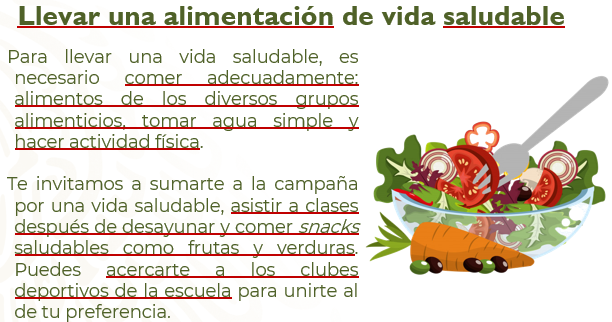 Llevar una alimentación de vida saludable
Para llevar una vida saludable, es
necesario comer adecuadamente:
alimentos de los diversos grupos
alimenticios, tomar agua simple y
hacer actividad física.
Te invitamos a sumarte a la campaña
por una vida saludable, asistir a clases
después de desayunar y comer snacks
saludables como frutas y verduras.
Puedes acercarte a los clubes
deportivos de la escuela para unirte al
de tu preferencia.